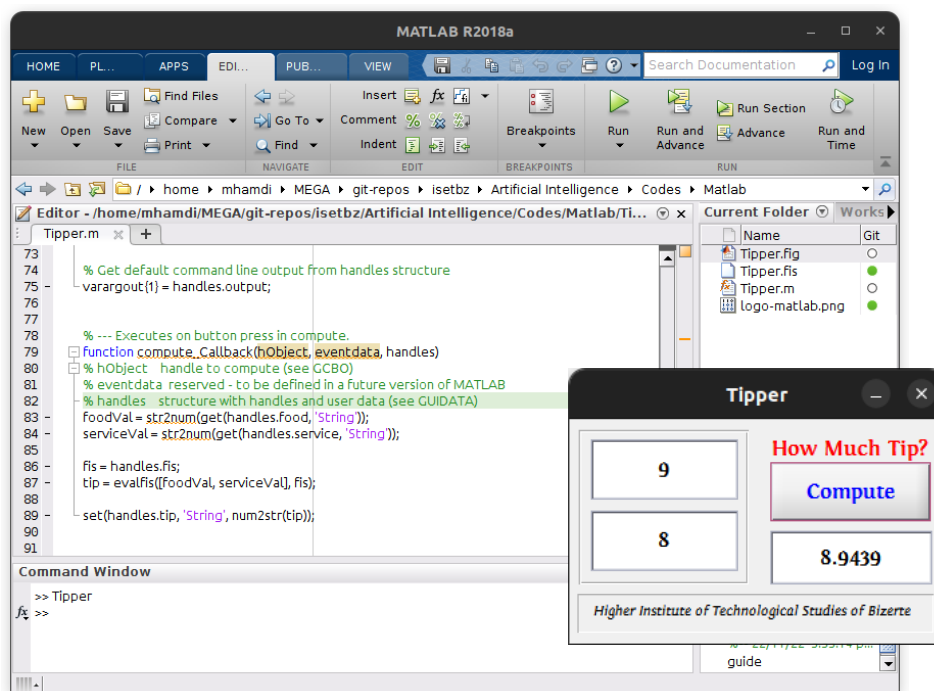 MATLAB R2018a
HOME PL... APPS EDI... PUB... VIEW Search Documentation Log In
New Open Save Find Files Compare Print
FILE
Go To Find
NAVIGATE
Insert fx
Comment
Indent
EDIT
Breakpoints
BREAKPOINTS
Run Run and Advance Run Section Advance Run and Time
RUN
/ home mhamdi MEGA git-repos isetbz Artificial Intelligence Codes Matlab
Editor - /home/mhamdi/MEGA/git-repos/isetbz/Artificial Intelligence/Codes/Matlab/Ti...
Tipper.m
73
74 % Get default command line output from handles structure
75 - varargout{1} = handles.output;
76
77
78 % --- Executes on button press in compute.
79 function compute_Callback(hObject, eventdata, handles)
80 % hObject    handle to compute (see GCBO)
81 % eventdata  reserved - to be defined in a future version of MATLAB
82 % handles    structure with handles and user data (see GUIDATA)
83 - foodVal = str2num(get(handles.food, 'String'));
84 - serviceVal = str2num(get(handles.service, 'String'));
85
86 - fis = handles.fis;
87 - tip = evalfis([foodVal, serviceVal], fis);
88
89 - set(handles.tip, 'String', num2str(tip));
90
91
Command Window
>> Tipper
fx >>
Current Folder Works
Name Git
Tipper.fig
Tipper.fis
Tipper.m
logo-matlab.png
Tipper
9
8
How Much Tip?
Compute
8.9439
Higher Institute of Technological Studies of Bizerte
guide